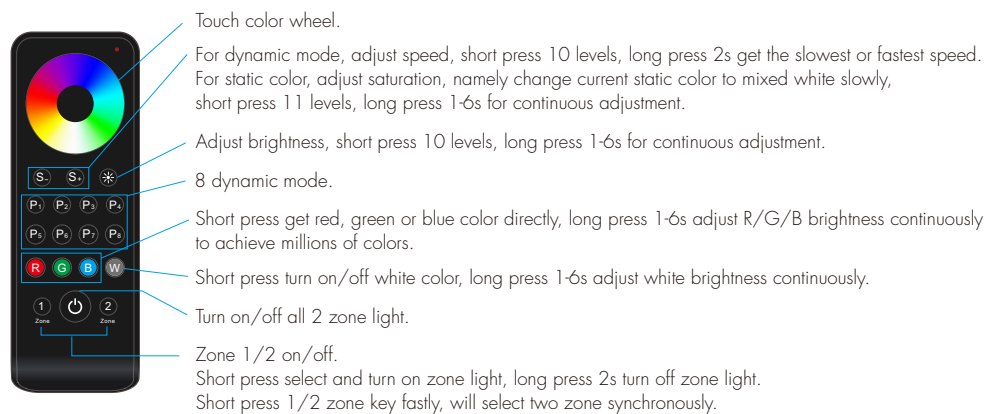 Touch color wheel.
For dynamic mode, adjust speed, short press 10 levels, long press 2s get the slowest or fastest speed.
For static color, adjust saturation, namely change current static color to mixed white slowly,
short press 11 levels, long press 1-6s for continuous adjustment.
Adjust brightness, short press 10 levels, long press 1-6s for continuous adjustment.
S- S+
8 dynamic mode.
P1 P2 P3 P4
P5 P6 P7 P8
Short press get red, green or blue color directly, long press 1-6s adjust R/G/B brightness continuously
to achieve millions of colors.
R G B W
Short press turn on/off white color, long press 1-6s adjust white brightness continuously.
1 2
Zone Zone
Turn on/off all 2 zone light.
Zone 1/2 on/off.
Short press select and turn on zone light, long press 2s turn off zone light.
Short press 1/2 zone key fastly, will select two zone synchronous.